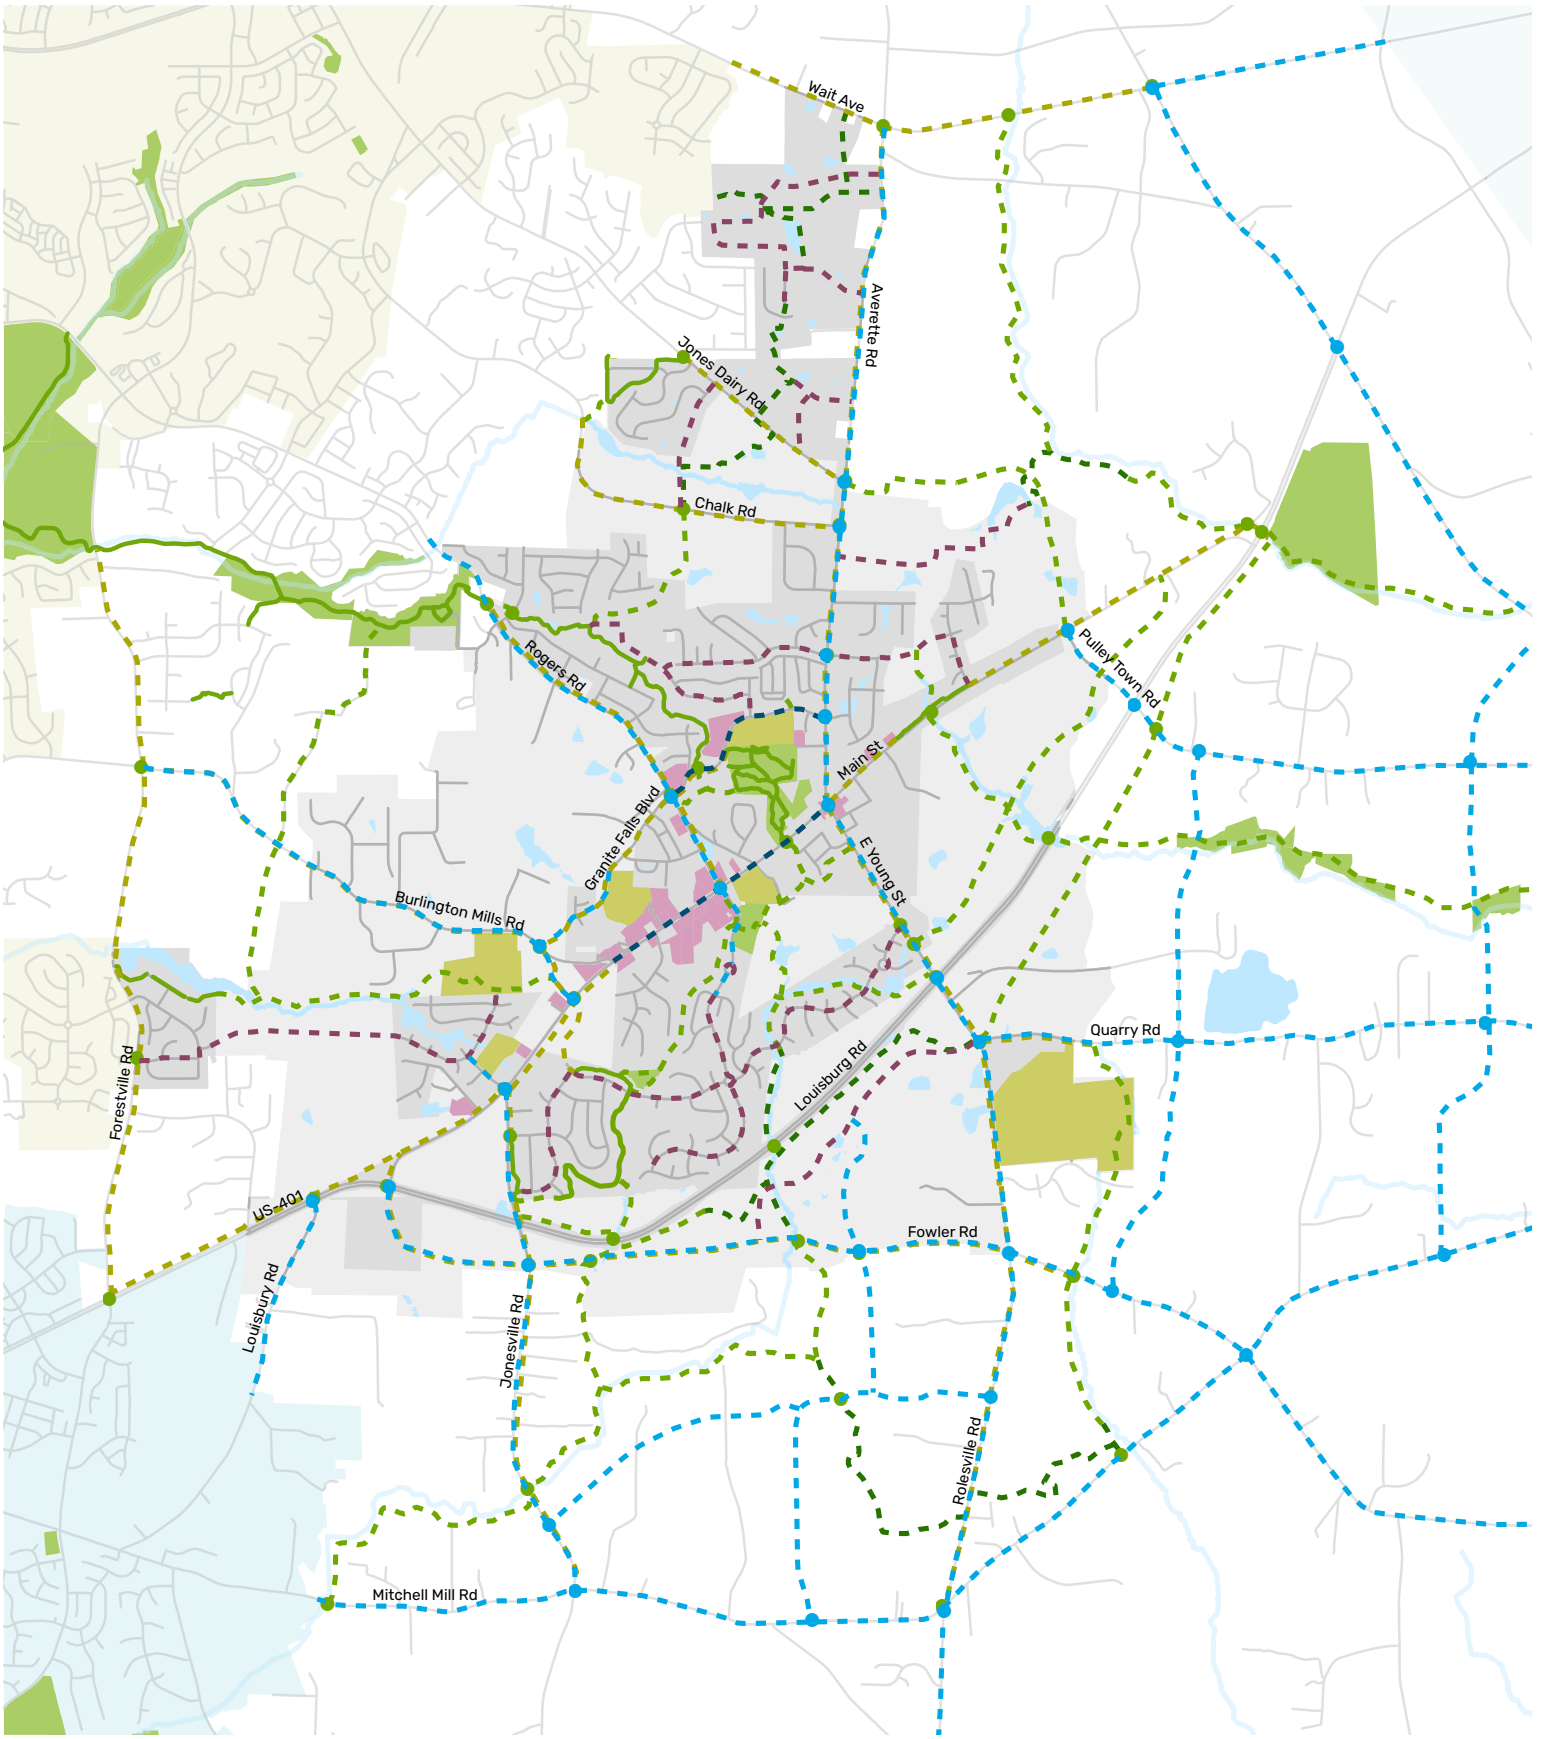 Wait Ave
Averette Rd
Jones Dairy Rd
Chalk Rd
Rogers Rd
Pulley Town Rd
Main St
Granite Falls Blvd
E Young St
Burlington Mills Rd
Quarry Rd
Forestville Rd
Louisburg Rd
US-401
Fowler Rd
Louisbury Rd
Jonesville Rd
Rolesville Rd
Mitchell Mill Rd